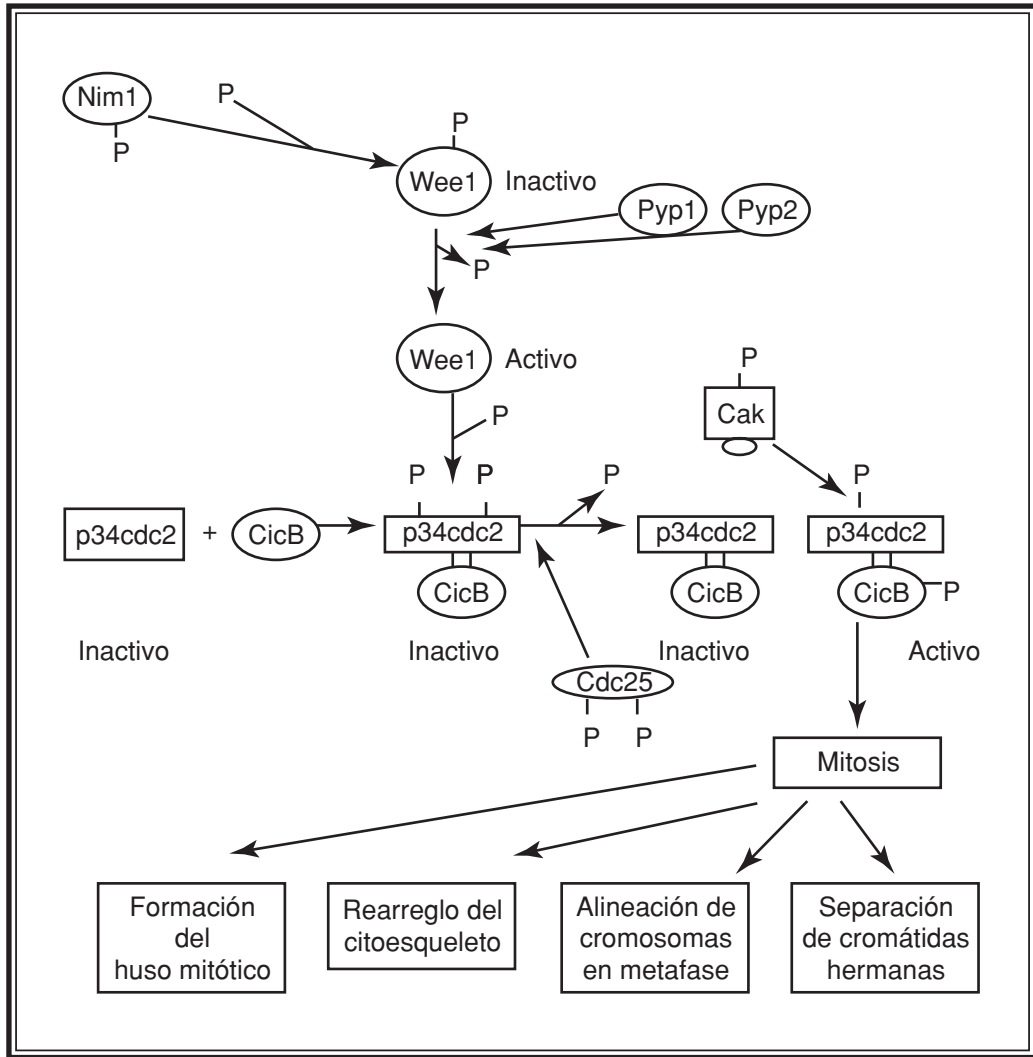 Nim1
P
P
P
Wee1
Inactivo
Pyp1
Pyp2
P
Wee1
Activo
P
P
Cak
P
P
P
P
p34cdc2
+
CicB
p34cdc2
p34cdc2
p34cdc2
CicB
CicB
CicB
P
Inactivo
Inactivo
Inactivo
Activo
Cdc25
P
P
Mitosis
Formación
del
huso mitótico
Rearreglo del
citoesqueleto
Alineación de
cromosomas
en metafase
Separación
de cromátidas
hermanas